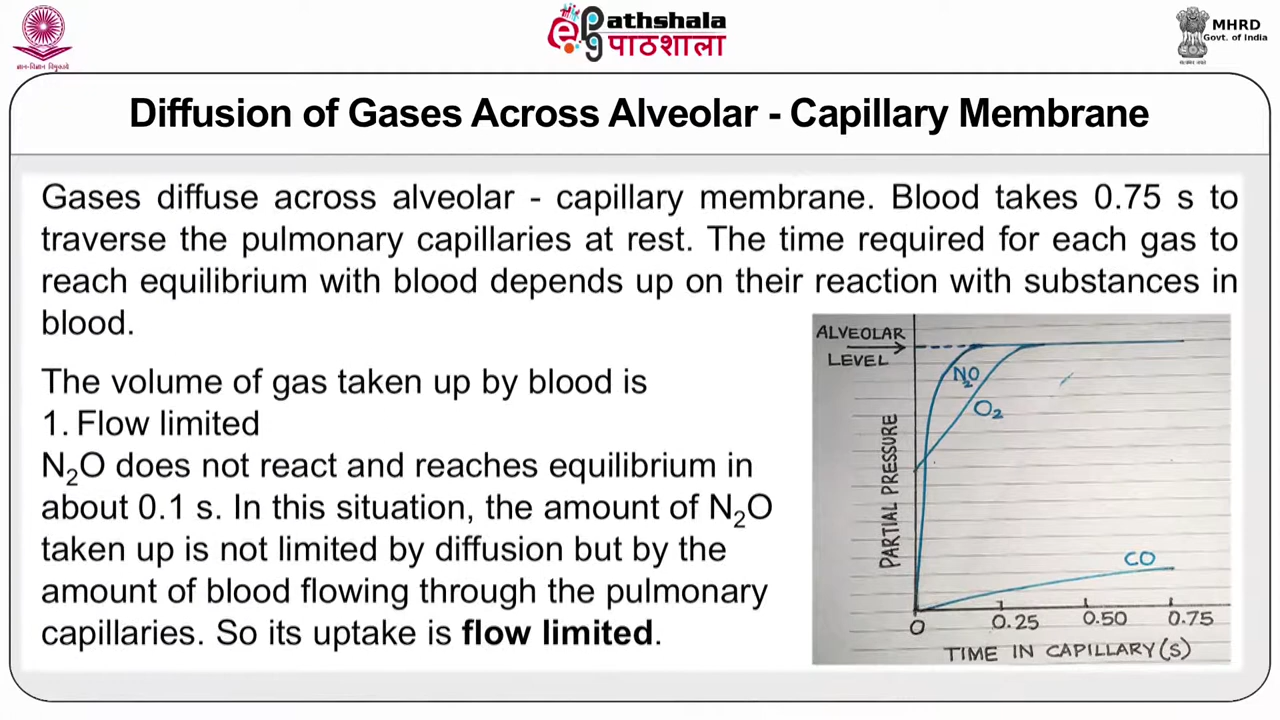 ज्ञान-विज्ञान विमुक्तये
ePathshala
पाठशाला
MHRD
Govt. of India
सत्यमेव जयते
Diffusion of Gases Across Alveolar - Capillary Membrane
Gases diffuse across alveolar - capillary membrane. Blood takes 0.75 s to
traverse the pulmonary capillaries at rest. The time required for each gas to
reach equilibrium with blood depends up on their reaction with substances in
blood.
The volume of gas taken up by blood is
1. Flow limited
N₂O does not react and reaches equilibrium in
about 0.1 s. In this situation, the amount of N₂O
taken up is not limited by diffusion but by the
amount of blood flowing through the pulmonary
capillaries. So its uptake is flow limited.
ALVEOLAR
LEVEL
N₂O
O₂
PARTIAL PRESSURE
CO
0 0.25 0.50 0.75
TIME IN CAPILLARY(S)